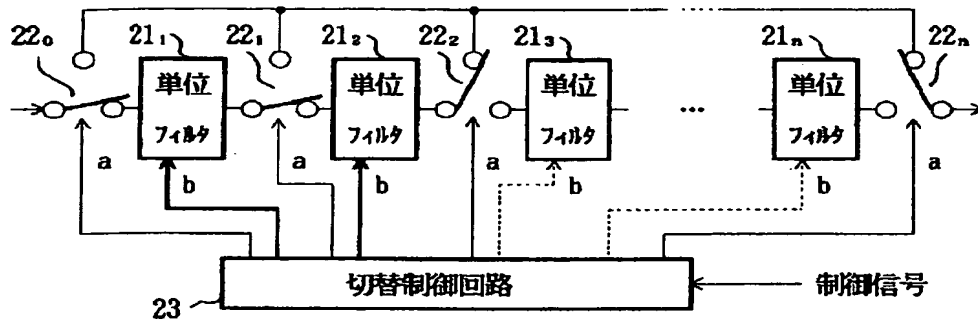 22₀ 21₁ 22₁ 21₂ 22₂ 21₃ 21ₙ 22ₙ
単位 単位 単位 … 単位
フィルタ フィルタ フィルタ フィルタ
a a a a
b b b b
切替制御回路 制御信号
23